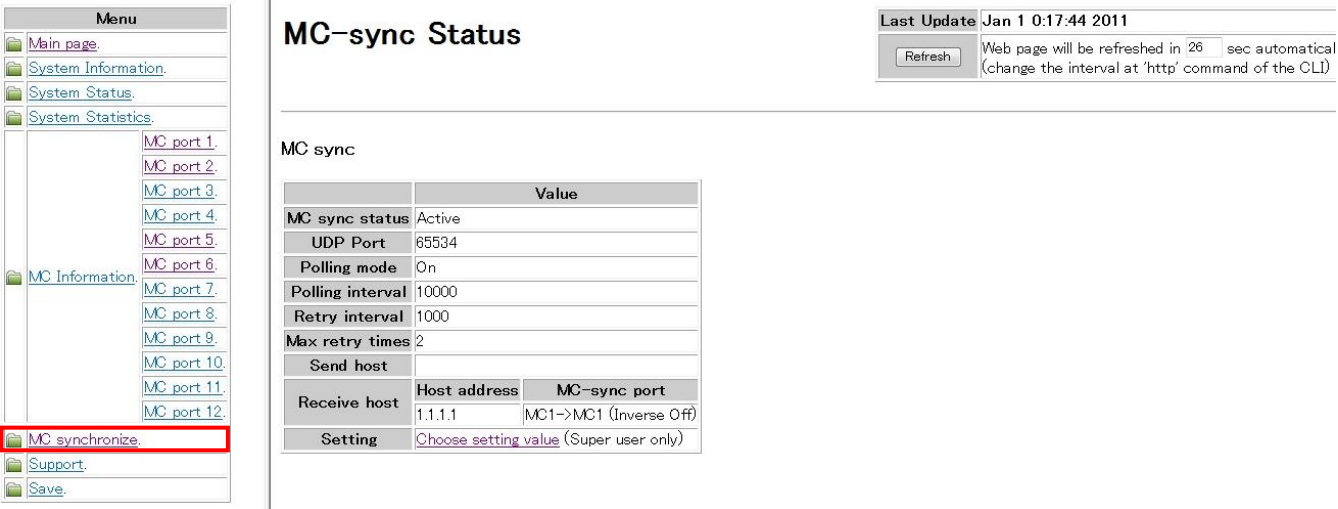 Menu
Main page.
System Information.
System Status.
System Statistics.
MC Information.
MC port 1.
MC port 2.
MC port 3.
MC port 4.
MC port 5.
MC port 6.
MC port 7.
MC port 8.
MC port 9.
MC port 10.
MC port 11.
MC port 12.
MC synchronize.
Support.
Save.
MC-sync Status
Last Update Jan 1 0:17:44 2011
Refresh
Web page will be refreshed in 26 sec automatical
(change the interval at 'http' command of the CLI)
MC sync
Value
MC sync status Active
UDP Port 65534
Polling mode On
Polling interval 10000
Retry interval 1000
Max retry times 2
Send host
Receive host
Host address MC-sync port
1.1.1.1 MC1->MC1 (Inverse Off)
Setting Choose setting value (Super user only)